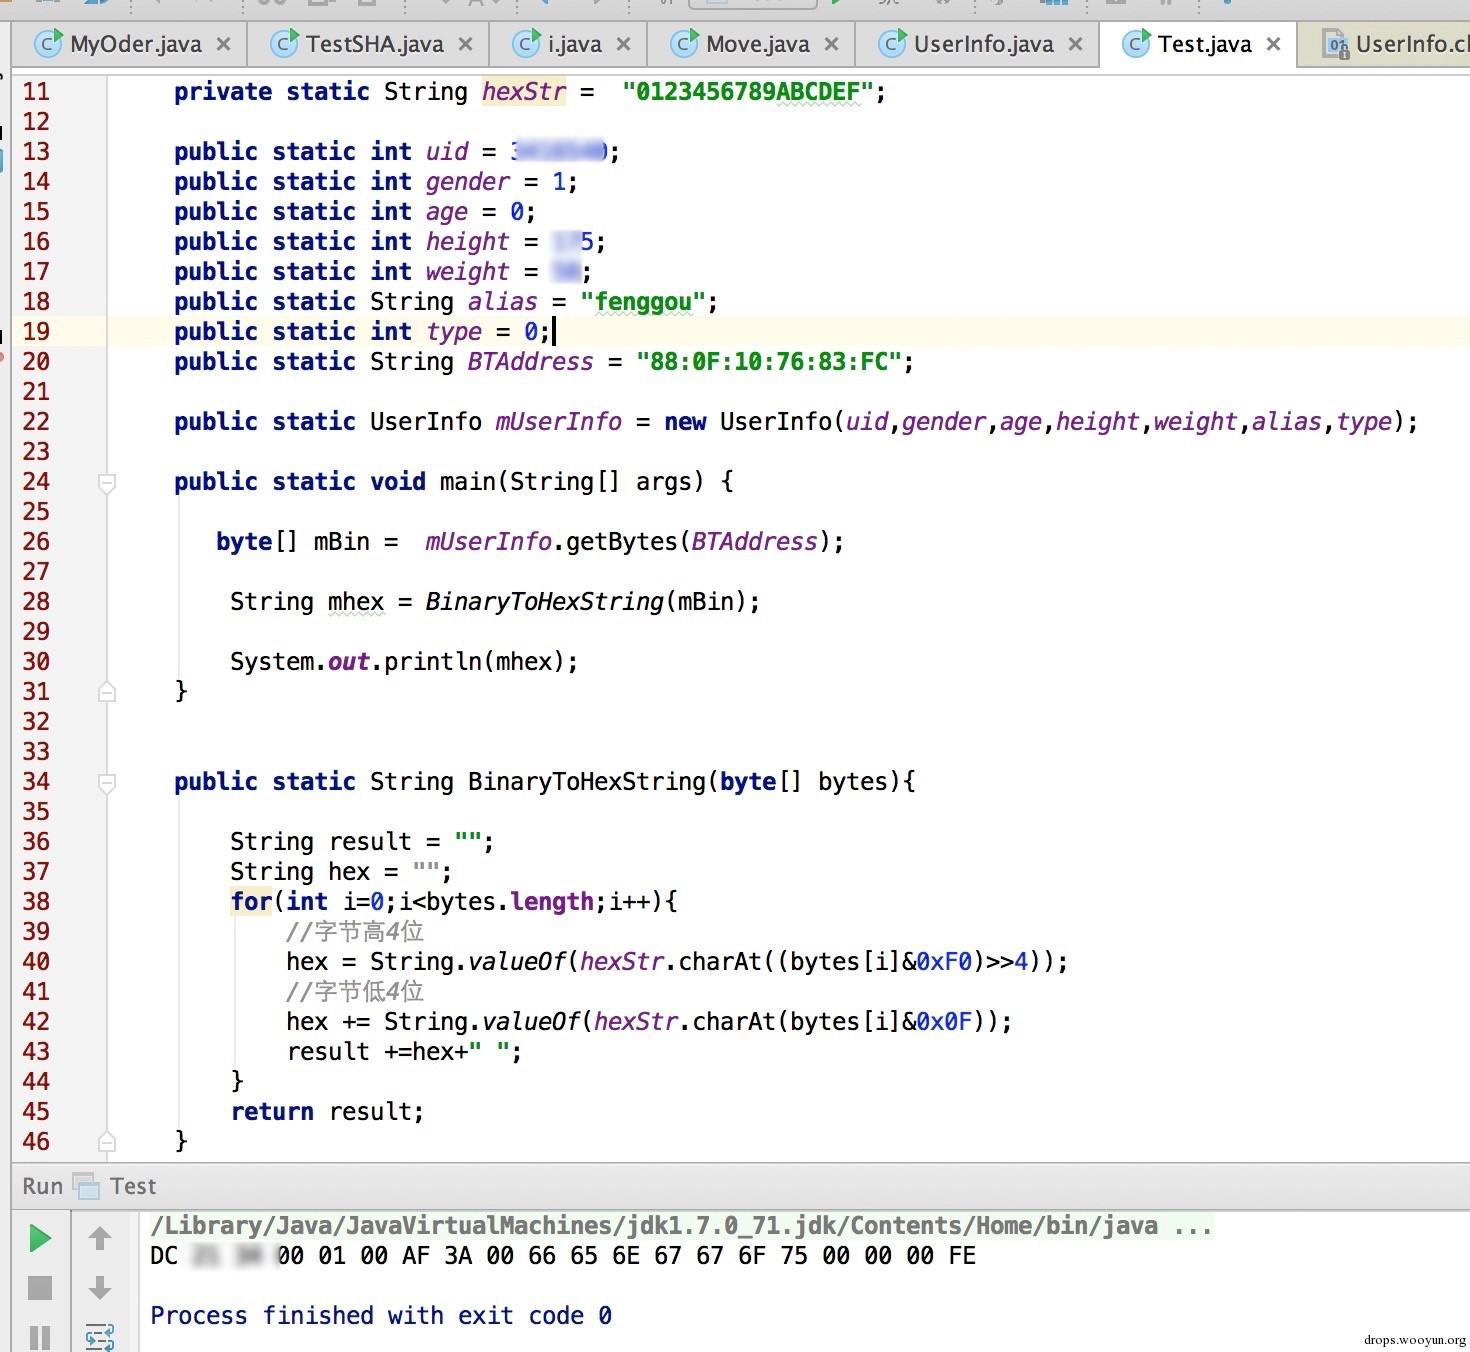 MyOder.java TestSHA.java i.java Move.java UserInfo.java Test.java UserInfo.cl
11 private static String hexStr = "0123456789ABCDEF";
12
13 public static int uid = ;
14 public static int gender = 1;
15 public static int age = 0;
16 public static int height = 5;
17 public static int weight = ;
18 public static String alias = "fenggou";
19 public static int type = 0;
20 public static String BTAddress = "88:0F:10:76:83:FC";
21
22 public static UserInfo mUserInfo = new UserInfo(uid,gender,age,height,weight,alias,type);
23
24 public static void main(String[] args) {
25
26 byte[] mBin = mUserInfo.getBytes(BTAddress);
27
28 String mhex = BinaryToHexString(mBin);
29
30 System.out.println(mhex);
31 }
32
33
34 public static String BinaryToHexString(byte[] bytes){
35
36 String result = "";
37 String hex = "";
38 for(int i=0;i<bytes.length;i++){
39 //字节高4位
40 hex = String.valueOf(hexStr.charAt((bytes[i]&0xF0)>>4));
41 //字节低4位
42 hex += String.valueOf(hexStr.charAt(bytes[i]&0x0F));
43 result +=hex+" ";
44 }
45 return result;
46 }
Run Test
/Library/Java/JavaVirtualMachines/jdk1.7.0_71.jdk/Contents/Home/bin/java ...
DC 00 01 00 AF 3A 00 66 65 6E 67 67 6F 75 00 00 00 FE
Process finished with exit code 0
drops.wooyun.org